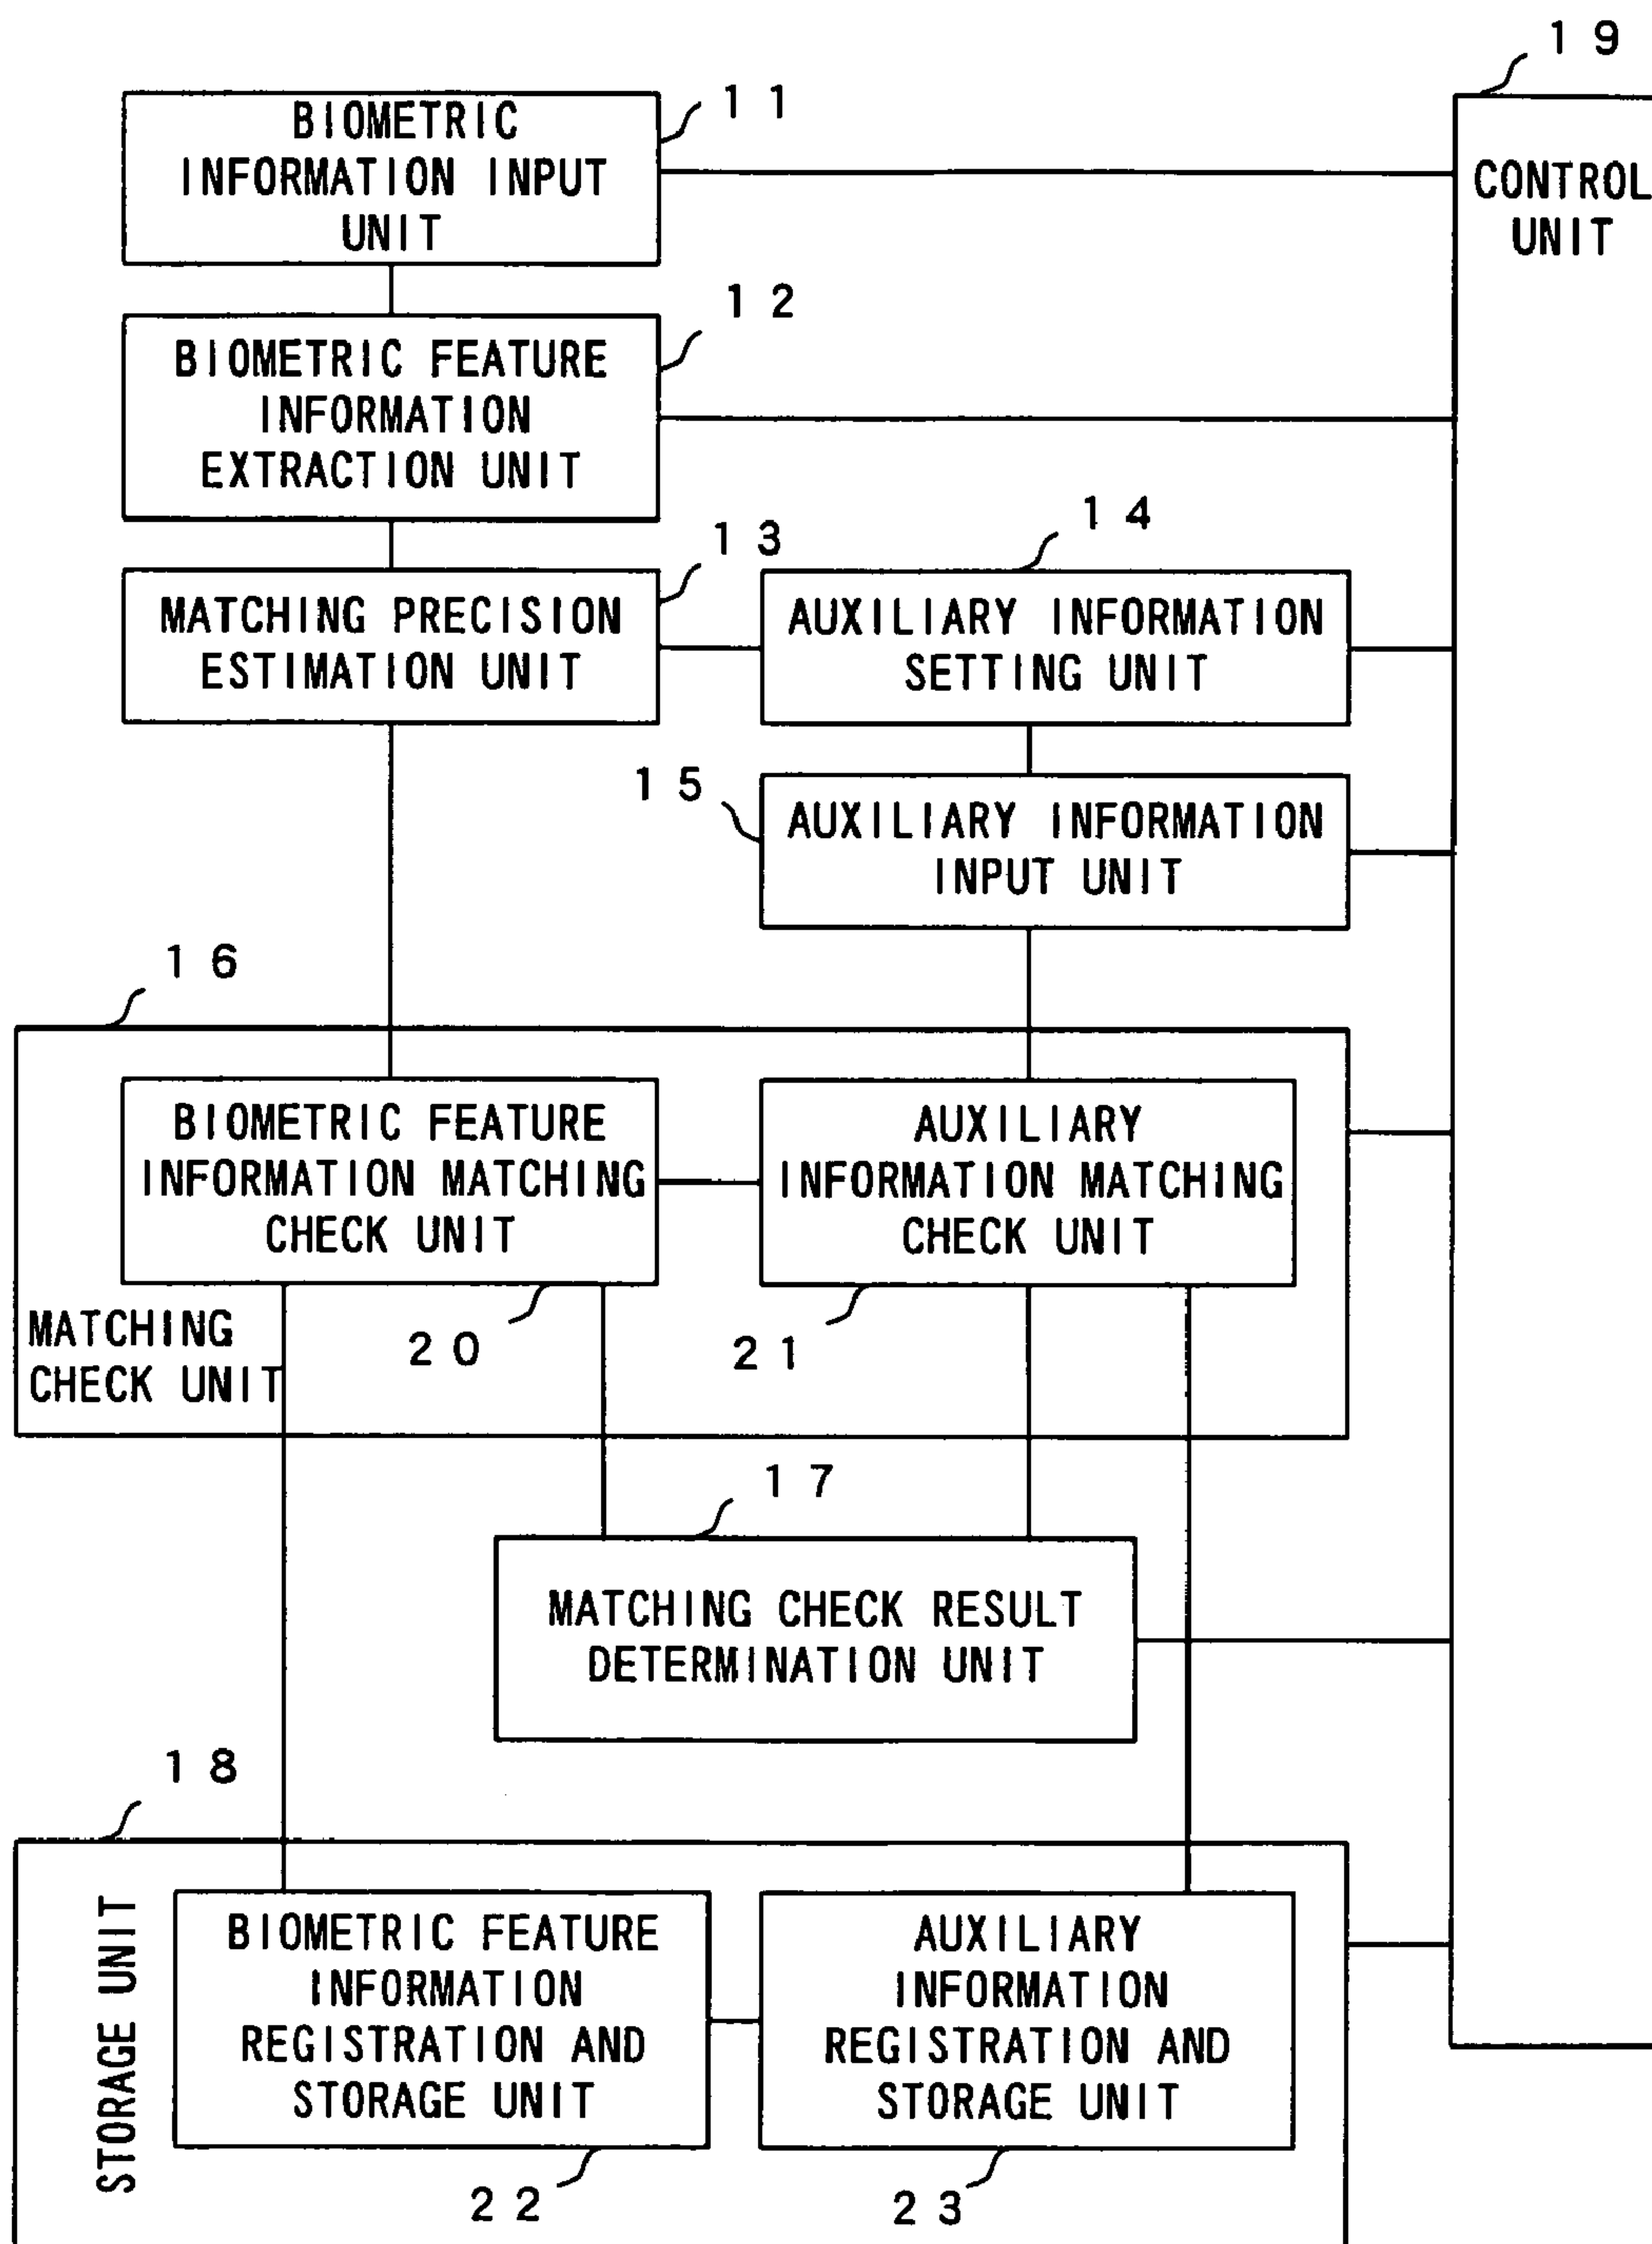 19
11
BIOMETRIC
INFORMATION INPUT
UNIT
CONTROL
UNIT
12
BIOMETRIC FEATURE
INFORMATION
EXTRACTION UNIT
13
MATCHING PRECISION
ESTIMATION UNIT
14
AUXILIARY INFORMATION
SETTING UNIT
15
AUXILIARY INFORMATION
INPUT UNIT
16
BIOMETRIC FEATURE
INFORMATION MATCHING
CHECK UNIT
AUXILIARY
INFORMATION MATCHING
CHECK UNIT
MATCHING
CHECK UNIT
20
21
17
MATCHING CHECK RESULT
DETERMINATION UNIT
18
STORAGE UNIT
BIOMETRIC FEATURE
INFORMATION
REGISTRATION AND
STORAGE UNIT
AUXILIARY
INFORMATION
REGISTRATION AND
STORAGE UNIT
22
23